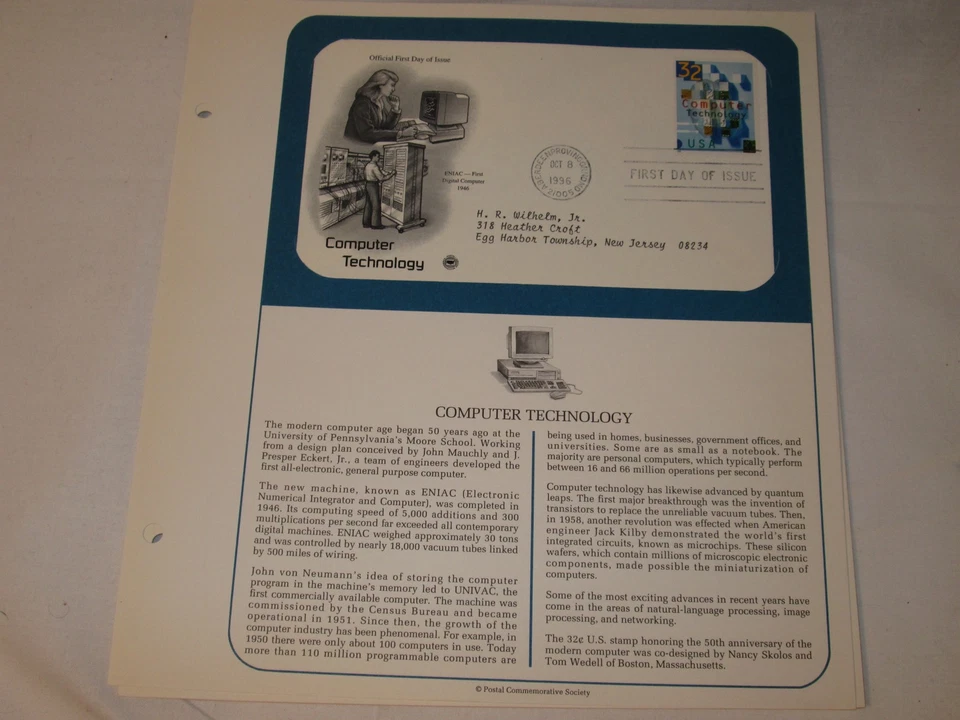 Official First Day of Issue
32
Computer
Technology
USA
ENIAC — First
Digital Computer
1946
ABERDEEN PROVING GROUND MD
OCT 8
1996
21005
FIRST DAY OF ISSUE
H. R. Wilhelm, Jr.
318 Heather Croft
Egg Harbor Township, New Jersey 08234
Computer
Technology
COMPUTER TECHNOLOGY
The modern computer age began 50 years ago at the
University of Pennsylvania's Moore School. Working
from a design plan conceived by John Mauchly and J.
Presper Eckert, Jr., a team of engineers developed the
first all-electronic, general purpose computer.
The new machine, known as ENIAC (Electronic
Numerical Integrator and Computer), was completed in
1946. Its computing speed of 5,000 additions and 300
multiplications per second far exceeded all contemporary
digital machines. ENIAC weighed approximately 30 tons
and was controlled by nearly 18,000 vacuum tubes linked
by 500 miles of wiring.
John von Neumann's idea of storing the computer
program in the machine's memory led to UNIVAC, the
first commercially available computer. The machine was
commissioned by the Census Bureau and became
operational in 1951. Since then, the growth of the
computer industry has been phenomenal. For example, in
1950 there were only about 100 computers in use. Today
more than 110 million programmable computers are
being used in homes, businesses, government offices, and
universities. Some are as small as a notebook. The
majority are personal computers, which typically perform
between 16 and 66 million operations per second.
Computer technology has likewise advanced by quantum
leaps. The first major breakthrough was the invention of
transistors to replace the unreliable vacuum tubes. Then,
in 1958, another revolution was effected when American
engineer Jack Kilby demonstrated the world's first
integrated circuits, known as microchips. These silicon
wafers, which contain millions of microscopic electronic
components, made possible the miniaturization of
computers.
Some of the most exciting advances in recent years have
come in the areas of natural-language processing, image
processing, and networking.
The 32¢ U.S. stamp honoring the 50th anniversary of the
modern computer was co-designed by Nancy Skolos and
Tom Wedell of Boston, Massachusetts.
© Postal Commemorative Society